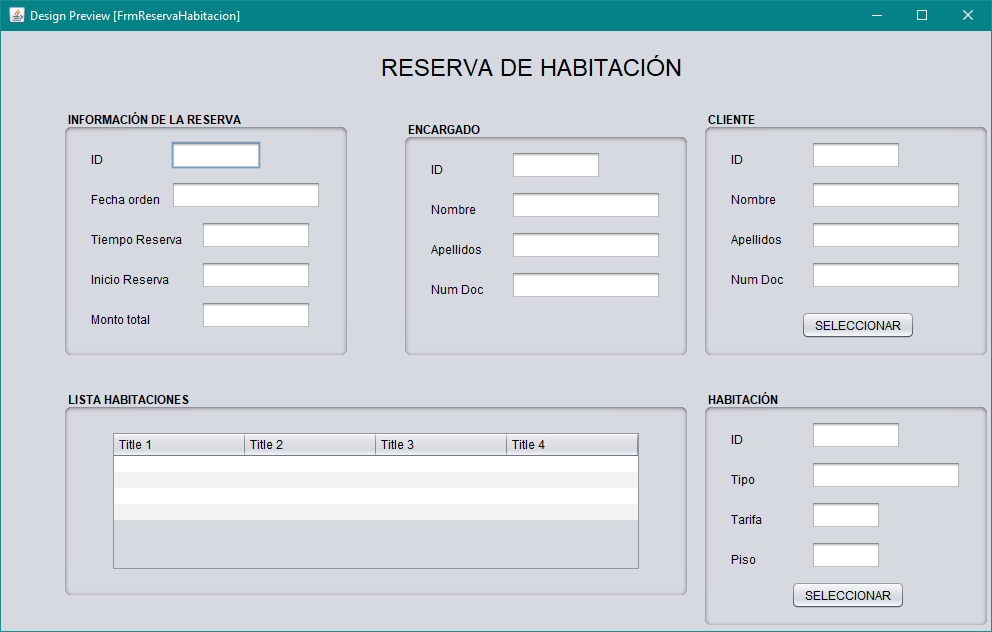 Design Preview [FrmReservaHabitacion]
RESERVA DE HABITACIÓN
INFORMACIÓN DE LA RESERVA
ID
Fecha orden
Tiempo Reserva
Inicio Reserva
Monto total
ENCARGADO
ID
Nombre
Apellidos
Num Doc
CLIENTE
ID
Nombre
Apellidos
Num Doc
SELECCIONAR
LISTA HABITACIONES
Title 1 Title 2 Title 3 Title 4
HABITACIÓN
ID
Tipo
Tarifa
Piso
SELECCIONAR